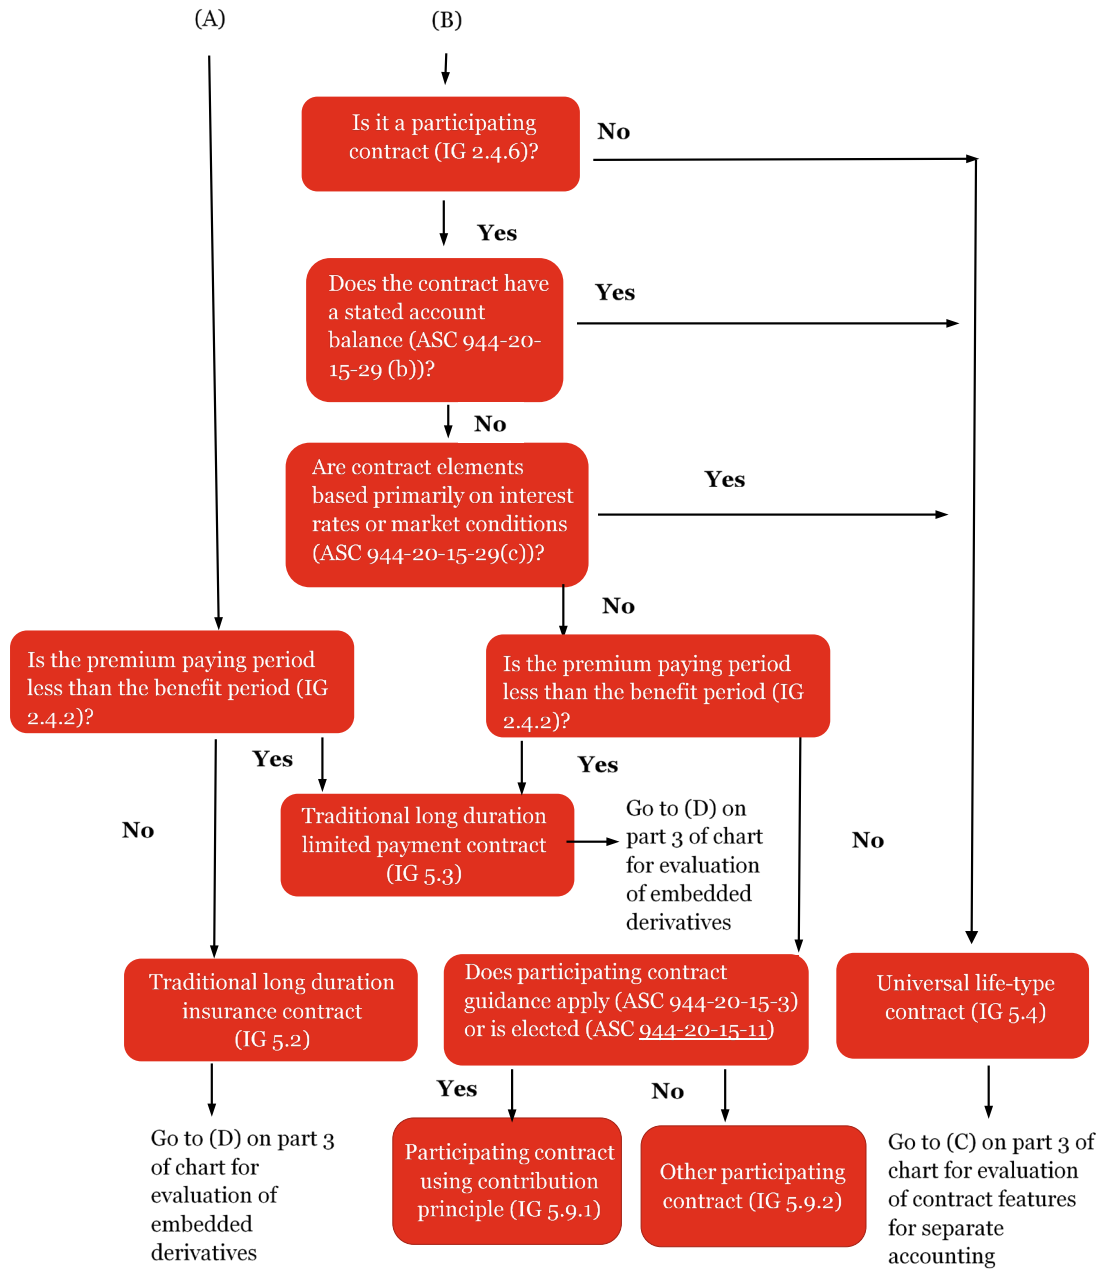 (A)
(B)
Is it a participating
contract (IG 2.4.6)?
No
Yes
Does the contract have
a stated account
balance (ASC 944-20-
15-29 (b))?
Yes
No
Are contract elements
based primarily on interest
rates or market conditions
(ASC 944-20-15-29(c))?
Yes
No
Is the premium paying period
less than the benefit period (IG
2.4.2)?
Is the premium paying period
less than the benefit period (IG
2.4.2)?
Yes
Yes
No
Traditional long duration
limited payment contract
(IG 5.3)
Go to (D) on
part 3 of chart
for evaluation
of embedded
derivatives
No
Traditional long duration
insurance contract
(IG 5.2)
Does participating contract
guidance apply (ASC 944-20-15-3)
or is elected (ASC 944-20-15-11)
Universal life-type
contract (IG 5.4)
Yes
No
Go to (D) on part 3
of chart for
evaluation of
embedded
derivatives
Participating contract
using contribution
principle (IG 5.9.1)
Other participating
contract (IG 5.9.2)
Go to (C) on part 3 of
chart for evaluation
of contract features
for separate
accounting